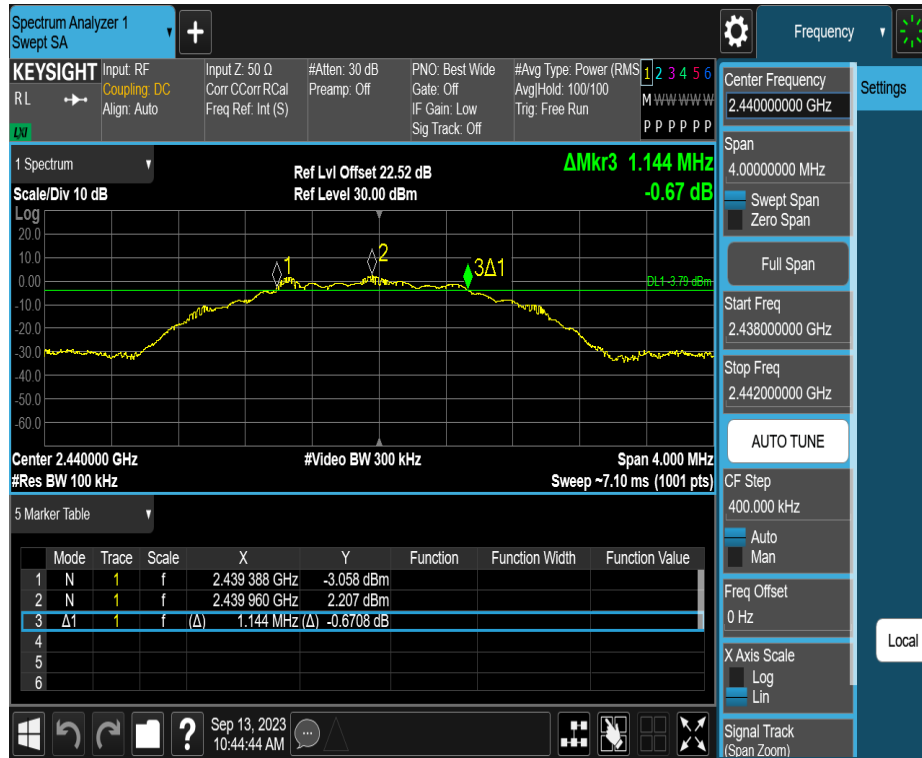 Spectrum Analyzer 1
Swept SA
+
Frequency
KEYSIGHT
RL
LXI
Input: RF
Coupling: DC
Align: Auto
Input Z: 50 Ω
Corr CCorr RCal
Freq Ref: Int (S)
#Atten: 30 dB
Preamp: Off
PNO: Best Wide
Gate: Off
IF Gain: Low
Sig Track: Off
#Avg Type: Power (RMS
Avg|Hold: 100/100
Trig: Free Run
1 2 3 4 5 6
M W W W W W
P P P P P P
1 Spectrum
Scale/Div 10 dB
Ref Lvl Offset 22.52 dB
Ref Level 30.00 dBm
ΔMkr3 1.144 MHz
-0.67 dB
Log
20.0
10.0
0.00
-10.0
-20.0
-30.0
-40.0
-50.0
-60.0
1
2
3Δ1
DL1 -3.79 dBm
Center 2.440000 GHz
#Video BW 300 kHz
Span 4.000 MHz
#Res BW 100 kHz
Sweep ~7.10 ms (1001 pts)
5 Marker Table
Mode Trace Scale X Y Function Function Width Function Value
1 N 1 f 2.439 388 GHz -3.058 dBm
2 N 1 f 2.439 960 GHz 2.207 dBm
3 Δ1 1 f (Δ) 1.144 MHz (Δ) -0.6708 dB
4
5
6
?
Sep 13, 2023
10:44:44 AM
Center Frequency
2.440000000 GHz
Span
4.00000000 MHz
Swept Span
Zero Span
Full Span
Start Freq
2.438000000 GHz
Stop Freq
2.442000000 GHz
AUTO TUNE
CF Step
400.000 kHz
Auto
Man
Freq Offset
0 Hz
X Axis Scale
Log
Lin
Signal Track
(Span Zoom)
Settings
Local